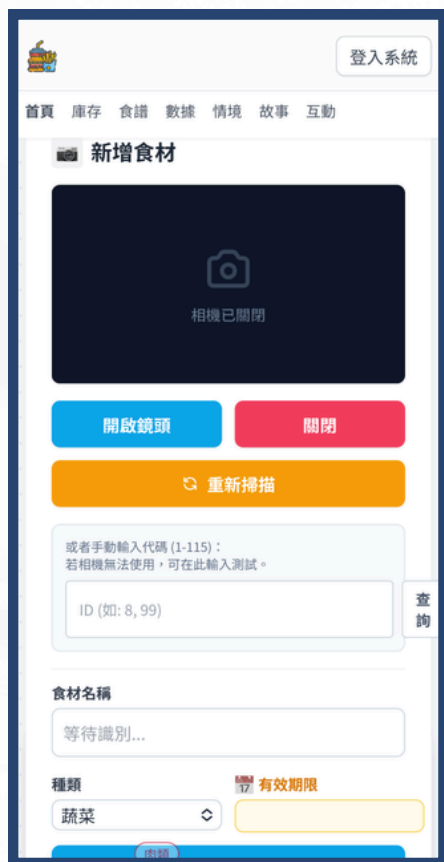 登入系統
首頁 庫存 食譜 數據 情境 故事 互動
新增食材
相機已關閉
開啟鏡頭 關閉
重新掃描
或者手動輸入代碼 (1-115)：
若相機無法使用，可在此輸入測試。
ID (如: 8, 99)
查詢
食材名稱
等待識別...
種類 17 有效期限
蔬菜
肉類